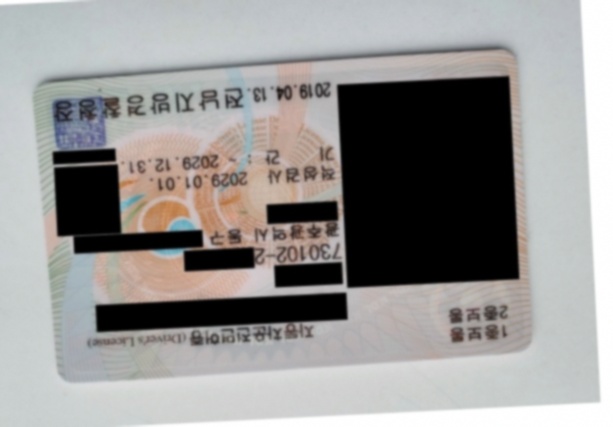 1종보통
2종보통
자동차운전면허증 (Driver's License)
730102-2
광주광역시 동구
적성검사 2029.01.01.
기 간 : ~ 2029.12.31.
2019.04.13. 전남지방경찰청장